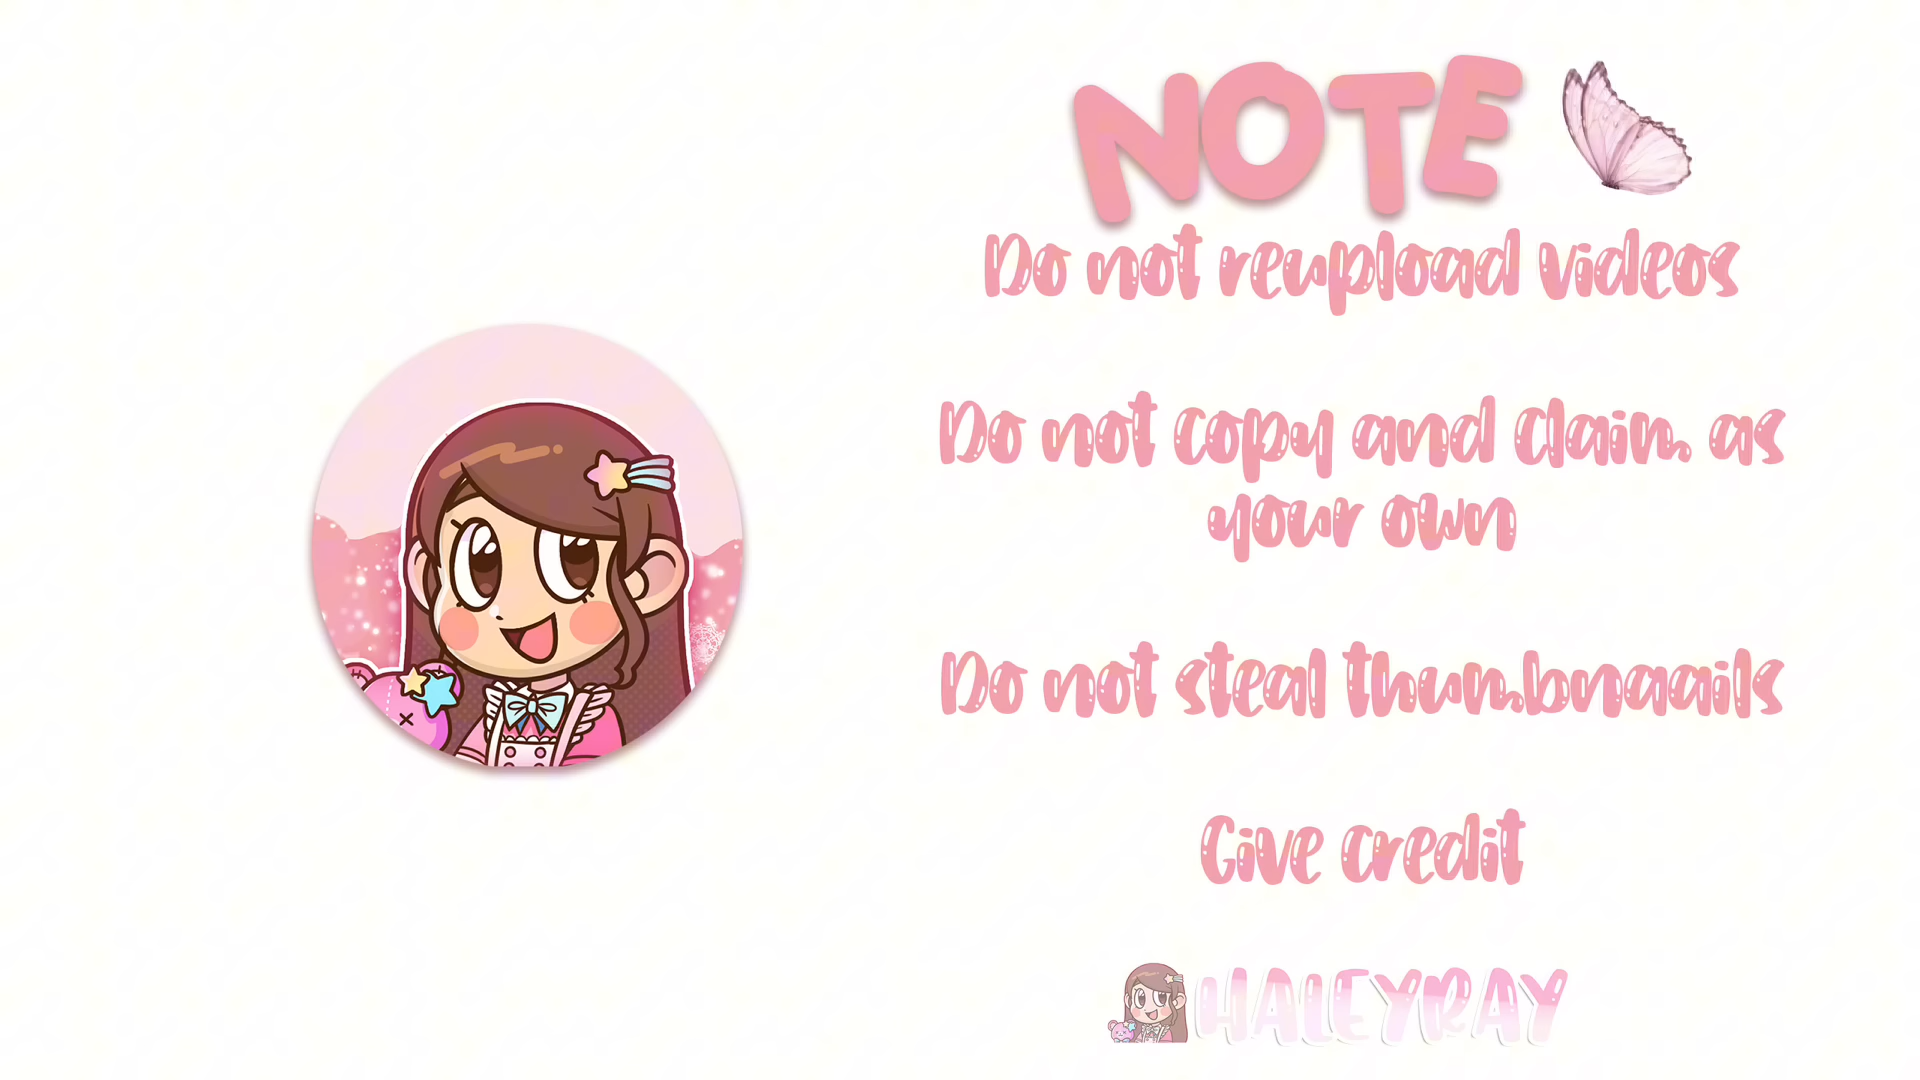 NOTE
Do not reupload videos
Do not copy and claim as
your own
Do not steal thumbnaails
Give credit
HALEYRAY